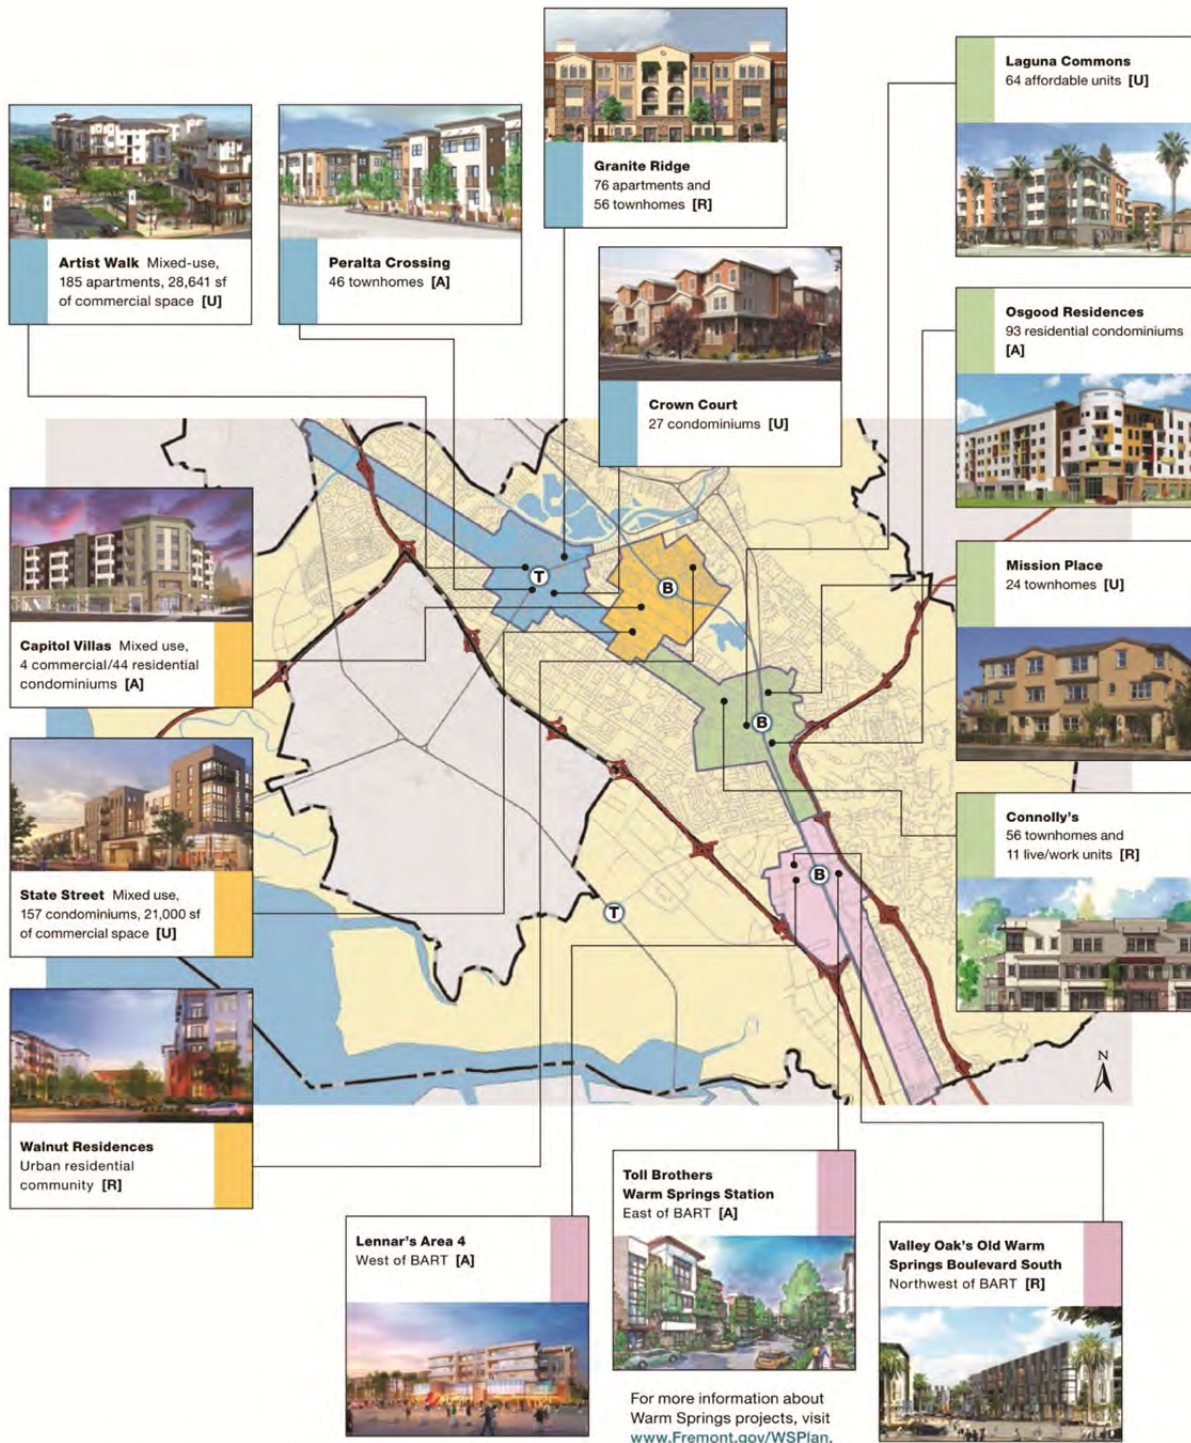 Granite Ridge
76 apartments and
56 townhomes [R]
Laguna Commons
64 affordable units [U]
Artist Walk Mixed-use,
185 apartments, 28,641 sf
of commercial space [U]
Peralta Crossing
46 townhomes [A]
Crown Court
27 condominiums [U]
Osgood Residences
93 residential condominiums
[A]
Capitol Villas Mixed use,
4 commercial/44 residential
condominiums [A]
Mission Place
24 townhomes [U]
State Street Mixed use,
157 condominiums, 21,000 sf
of commercial space [U]
Connolly's
56 townhomes and
11 live/work units [R]
Walnut Residences
Urban residential
community [R]
T
B
B
B
T
N
Lennar's Area 4
West of BART [A]
Toll Brothers
Warm Springs Station
East of BART [A]
Valley Oak's Old Warm
Springs Boulevard South
Northwest of BART [R]
For more information about
Warm Springs projects, visit
www.Fremont.gov/WSPlan.